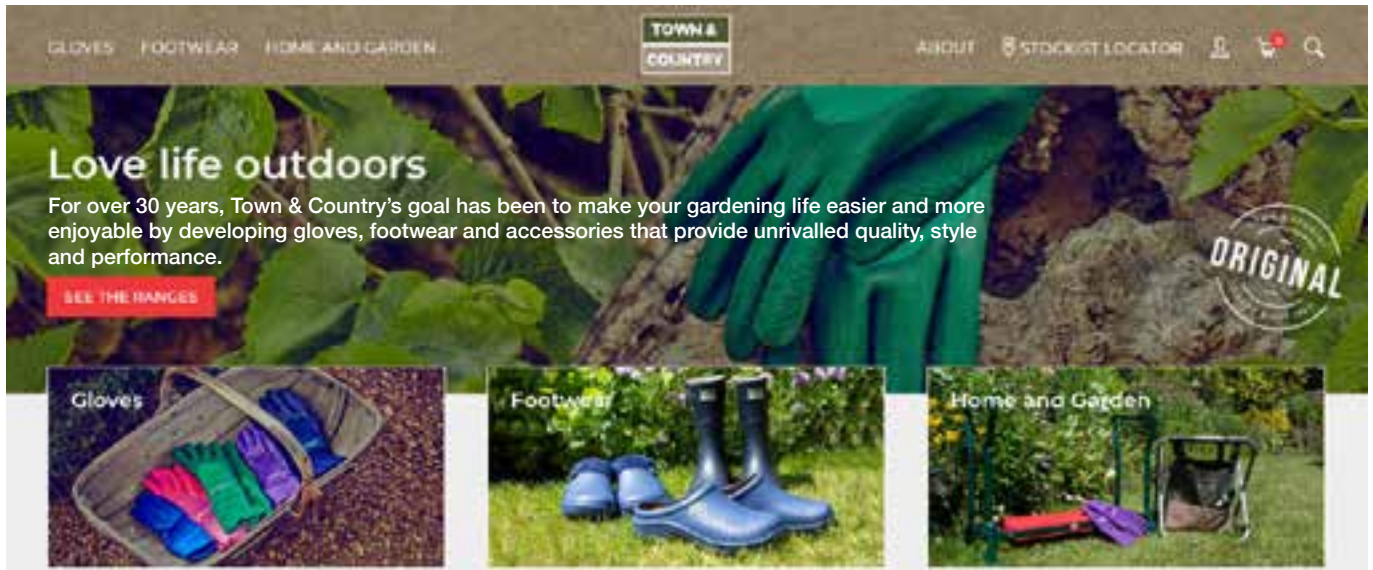 GLOVES FOOTWEAR HOME AND GARDEN
TOWN &
COUNTRY
ABOUT STOCKIST LOCATOR
Love life outdoors
For over 30 years, Town & Country's goal has been to make your gardening life easier and more
enjoyable by developing gloves, footwear and accessories that provide unrivalled quality, style
and performance.
SEE THE RANGES
ORIGINAL
Gloves
Footwear
Home and Garden